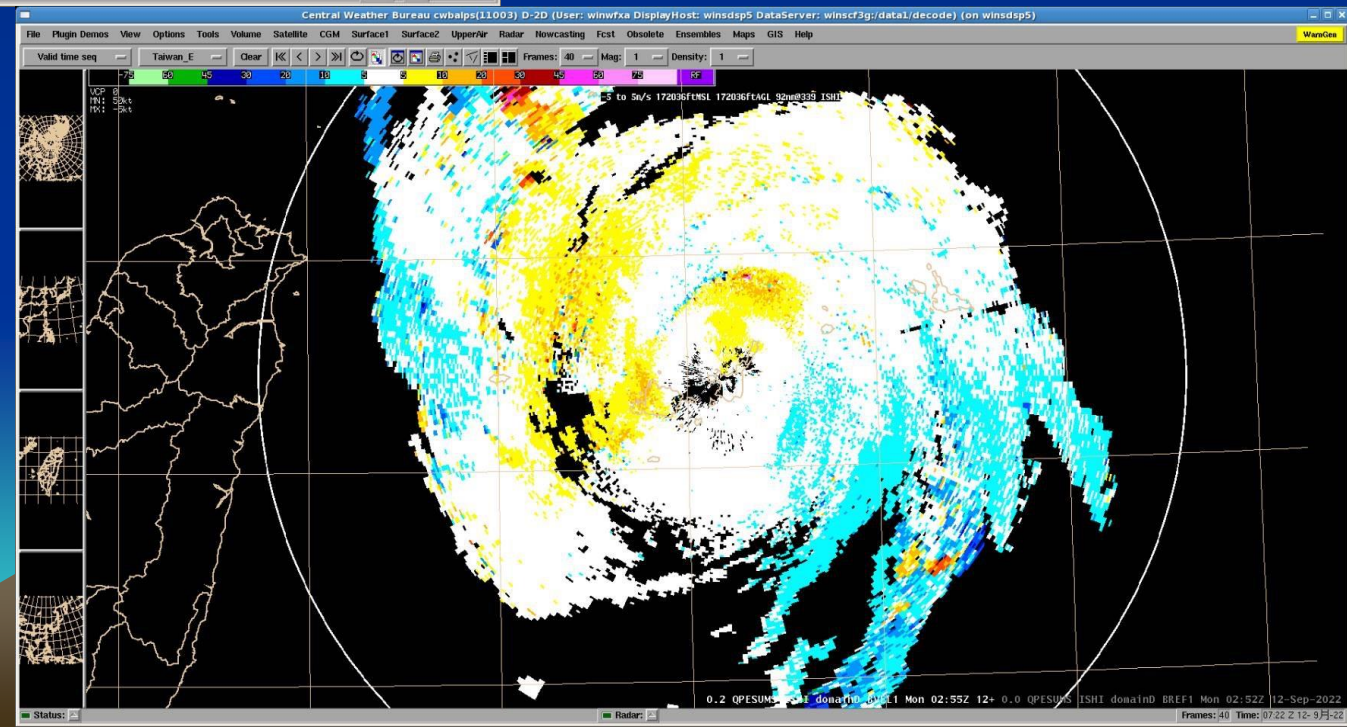 Central Weather Bureau cwbalps(11003) D-2D (User: winwfxa DisplayHost: winsdsp5 DataServer: winscf3g:/data1/decode) (on winsdsp5)
File Plugin Demos View Options Tools Volume Satellite CGM Surface1 Surface2 UpperAir Radar Nowcasting Fcst Obsolete Ensembles Maps GIS Help WarnGen
Valid time seq Taiwan_E Clear Frames: 40 Mag: 1 Density: 1
-75 60 45 30 20 10 5 5 10 20 30 45 60 75 RF
VCP 0
MN: 50kt
MX: -5kt
-5 to 5m/s 172036ftMSL 172036ftAGL 92nm@339 ISHI
0.2 QPESUMS domainD Mon 02:55Z 12+ 0.0 QPESUMS ISHI domainD BREF1 Mon 02:52Z 12-Sep-2022
Status: Radar: Frames: 40 Time: 07:22 Z 12- 9月-22